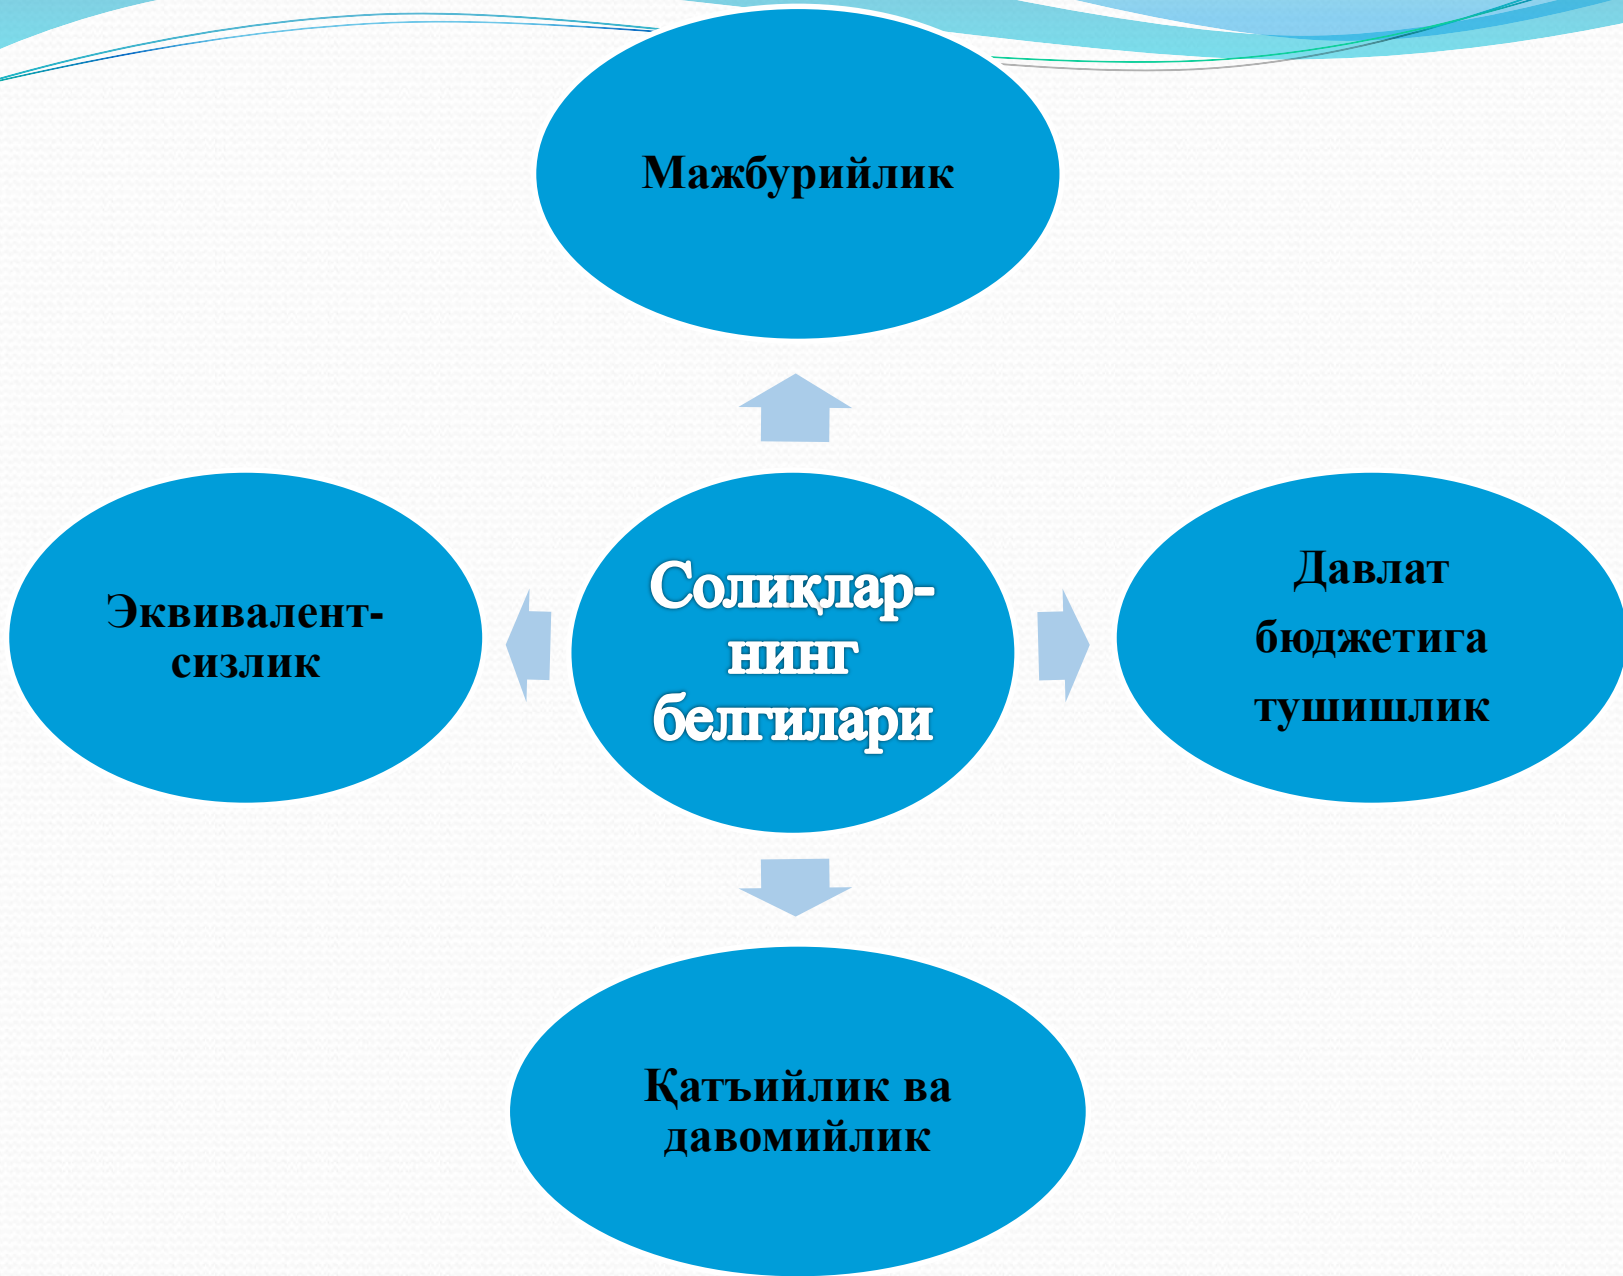 Мажбурийлик
Эквивалент-
сизлик
Солиқлар-
нинг
белгилари
Давлат
бюджетига
тушишлик
Қатъийлик ва
давомийлик